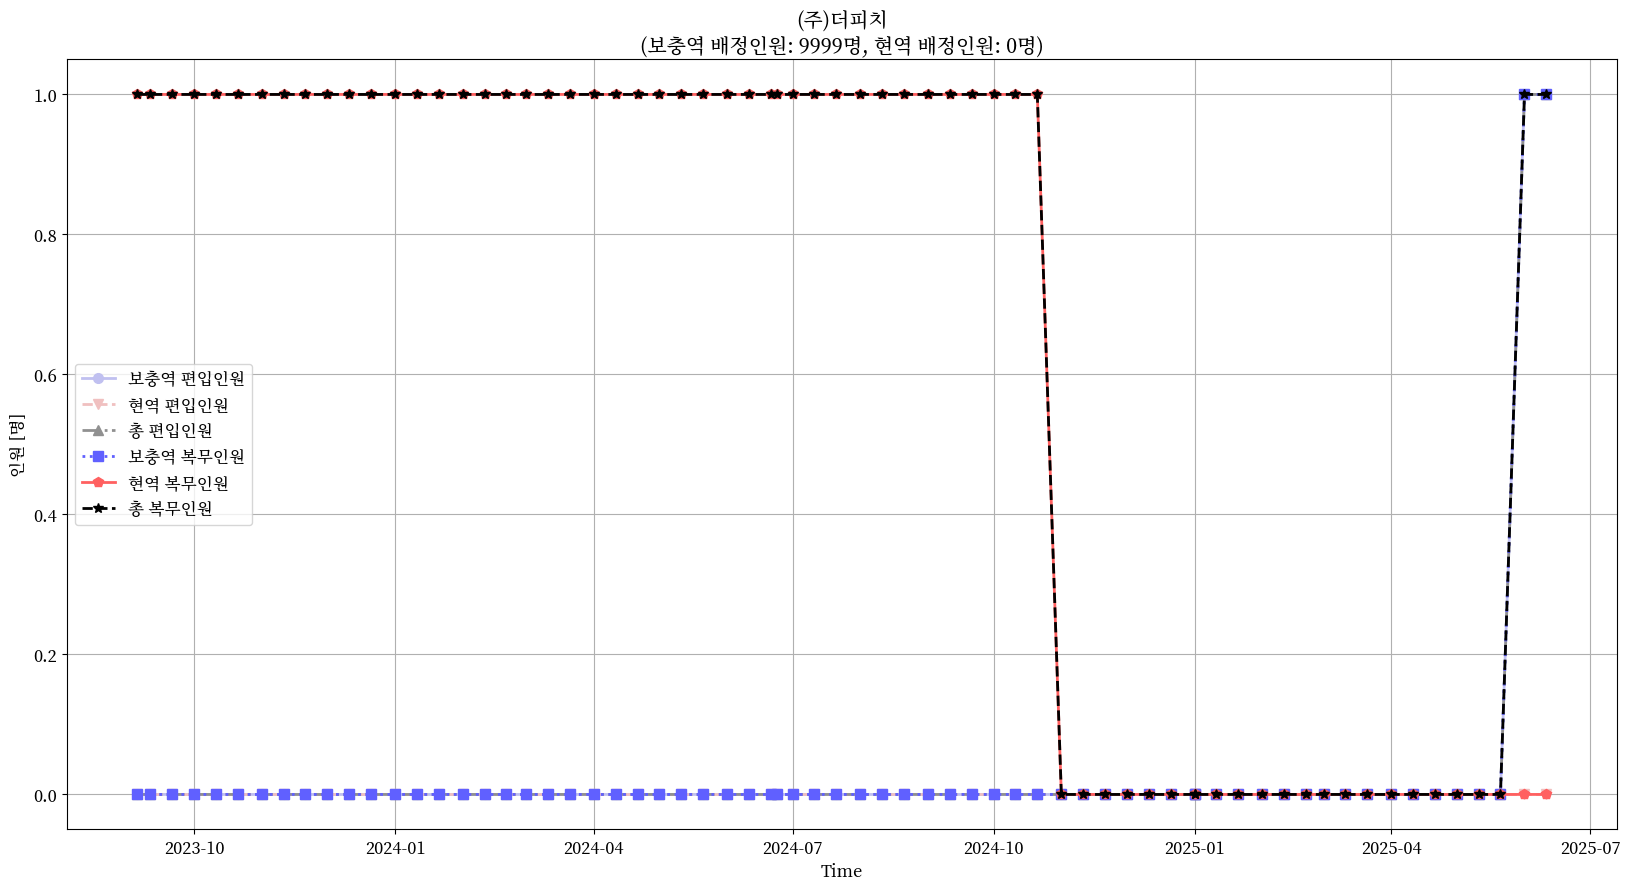 (주)더피치
(보충역 배정인원: 9999명, 현역 배정인원: 0명)
인원 [명]
1.0
0.8
0.6
0.4
0.2
0.0
보충역 편입인원
현역 편입인원
총 편입인원
보충역 복무인원
현역 복무인원
총 복무인원
2023-10
2024-01
2024-04
2024-07
2024-10
2025-01
2025-04
2025-07
Time